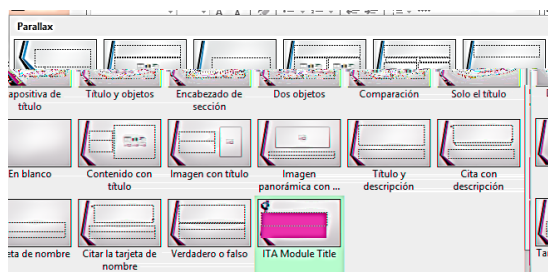 Parallax
apositiva de título
Título y objetos
Encabezado de sección
Dos objetos
Comparación
Solo el título
En blanco
Contenido con título
Imagen con título
Imagen panorámica con ...
Título y descripción
Cita con descripción
eta de nombre
Citar la tarjeta de nombre
Verdadero o falso
ITA Module Title